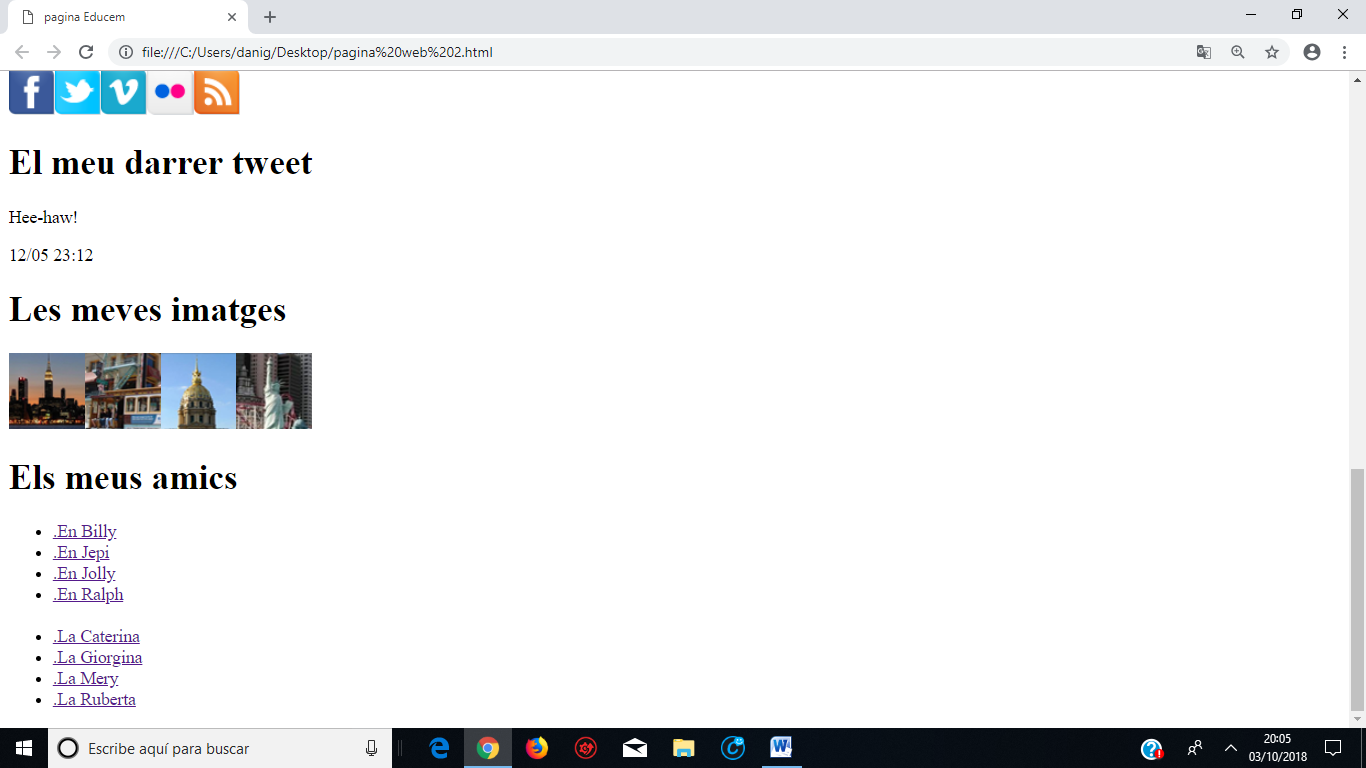 pagina Educem
file:///C:/Users/danig/Desktop/pagina%20web%202.html
El meu darrer tweet
Hee-haw!
12/05 23:12
Les meves imatges
Els meus amics
.En Billy
.En Jepi
.En Jolly
.En Ralph
.La Caterina
.La Giorgina
.La Mery
.La Ruberta
Escribe aquí para buscar
20:05
03/10/2018